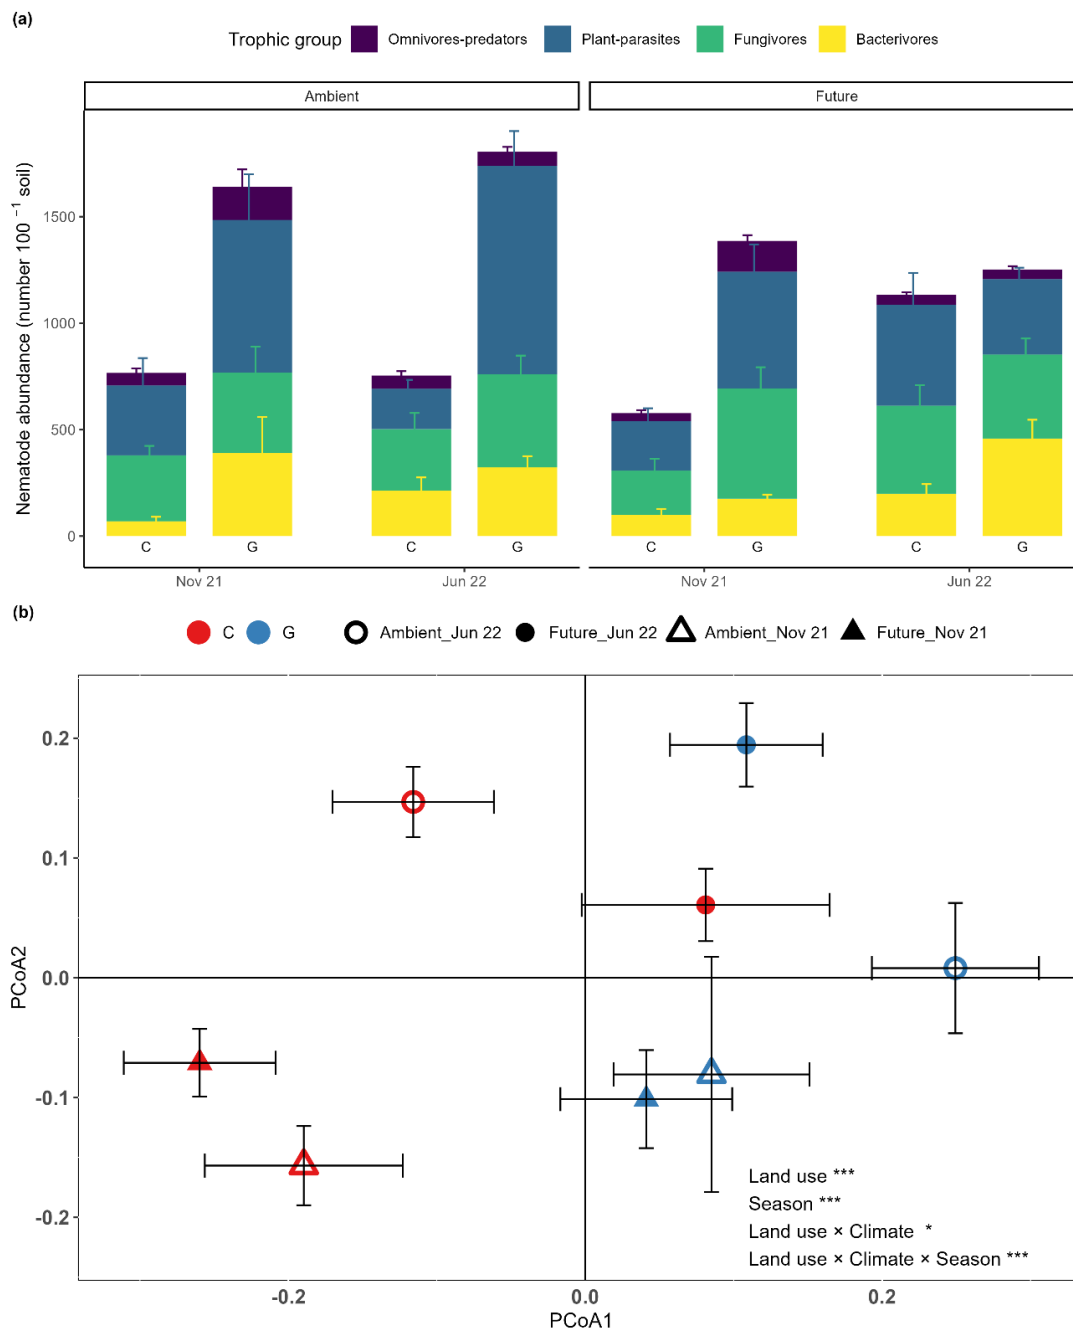 (a)
Trophic group Omnivores-predators Plant-parasites Fungivores Bacterivores
Ambient Future
Nematode abundance (number 100 ⁻¹ soil)
1500
1000
500
0
C G C G C G C G
Nov 21 Jun 22 Nov 21 Jun 22
(b)
C G Ambient_Jun 22 Future_Jun 22 Ambient_Nov 21 Future_Nov 21
PCoA2
0.2
0.1
0.0
-0.1
-0.2
Land use ***
Season ***
Land use × Climate *
Land use × Climate × Season ***
-0.2 0.0 0.2
PCoA1